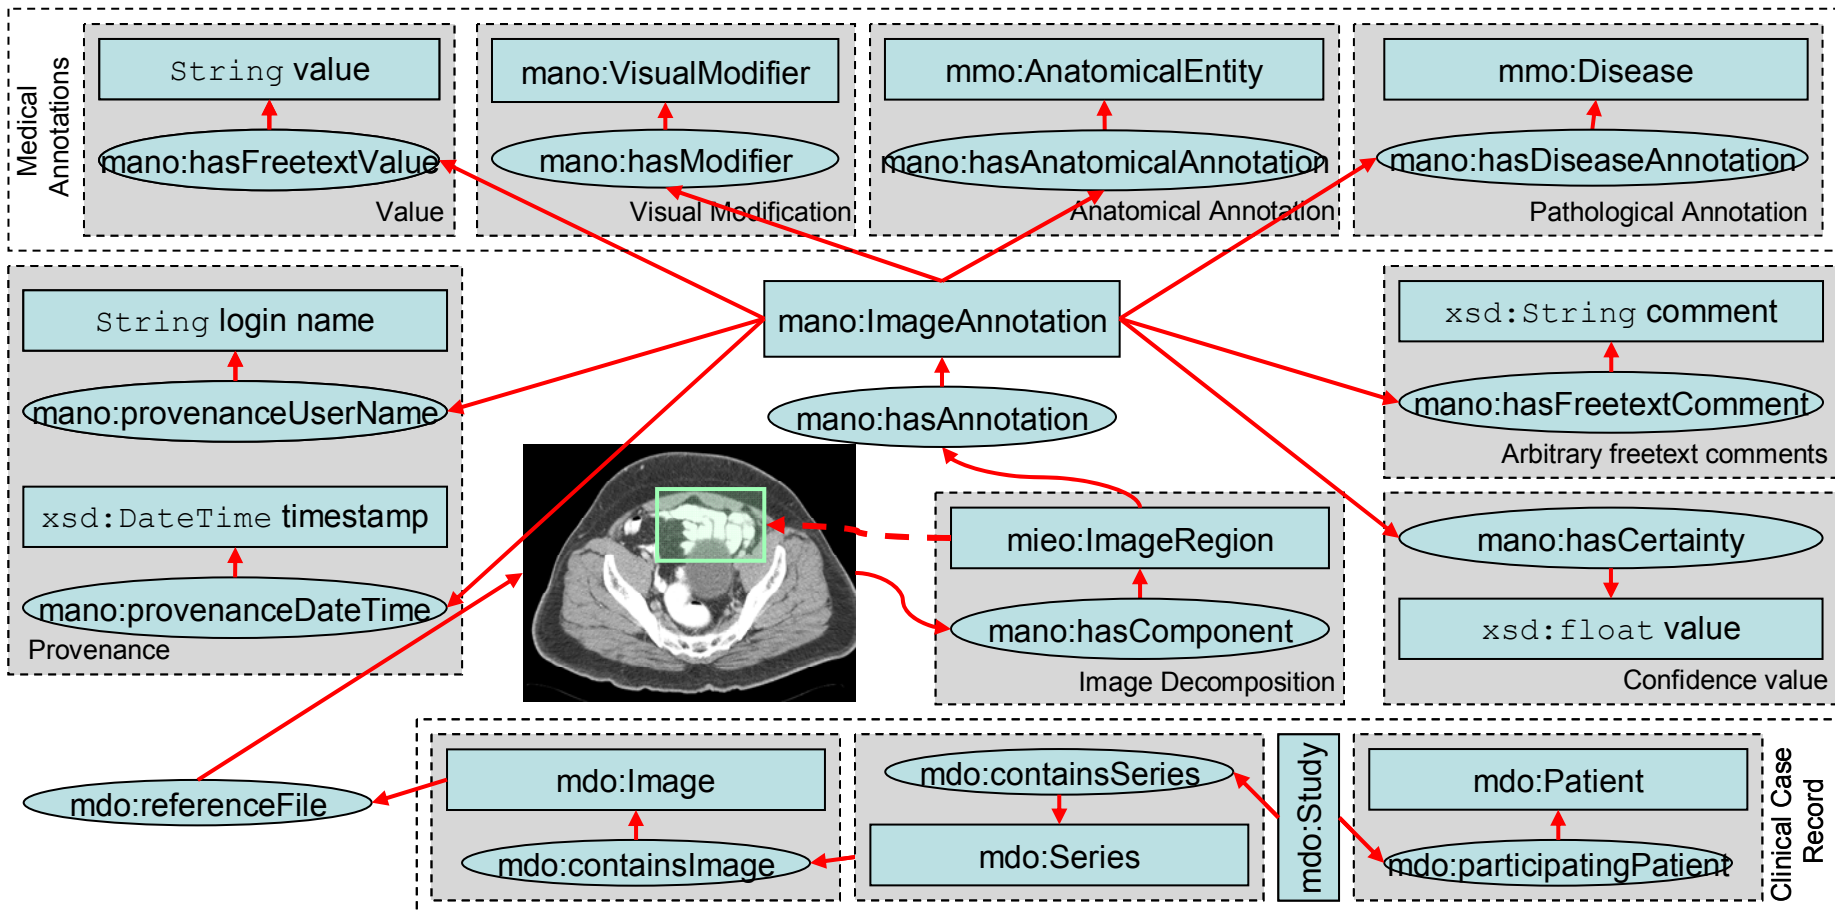 Medical
Annotations
String value
mano:hasFreetextValue
Value
mano:VisualModifier
mano:hasModifier
Visual Modification
mmo:AnatomicalEntity
mano:hasAnatomicalAnnotation
Anatomical Annotation
mmo:Disease
mano:hasDiseaseAnnotation
Pathological Annotation
String login name
mano:provenanceUserName
xsd:DateTime timestamp
mano:provenanceDateTime
Provenance
mano:ImageAnnotation
mano:hasAnnotation
xsd:String comment
mano:hasFreetextComment
Arbitrary freetext comments
mieo:ImageRegion
mano:hasComponent
Image Decomposition
mano:hasCertainty
xsd:float value
Confidence value
mdo:referenceFile
mdo:Image
mdo:containsImage
mdo:containsSeries
mdo:Series
mdo:Study
mdo:Patient
mdo:participatingPatient
Clinical Case
Record